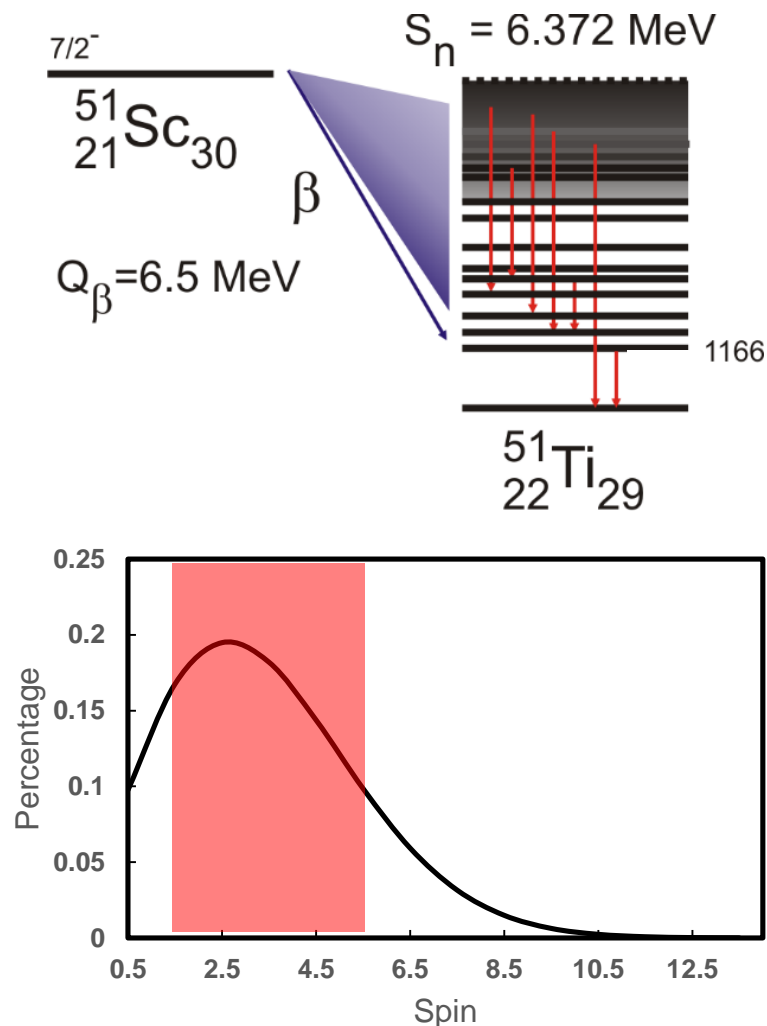 S_n = 6.372 MeV
7/2⁻
⁵¹₂₁Sc₃₀
β
Q_β=6.5 MeV
1166
⁵¹₂₂Ti₂₉
0.25
0.2
0.15
0.1
0.05
0
Percentage
0.5 2.5 4.5 6.5 8.5 10.5 12.5
Spin